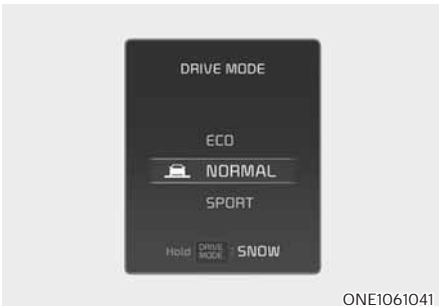 DRIVE MODE
ECO
NORMAL
SPORT
Hold DRIVE MODE : SNOW
ONE1061041